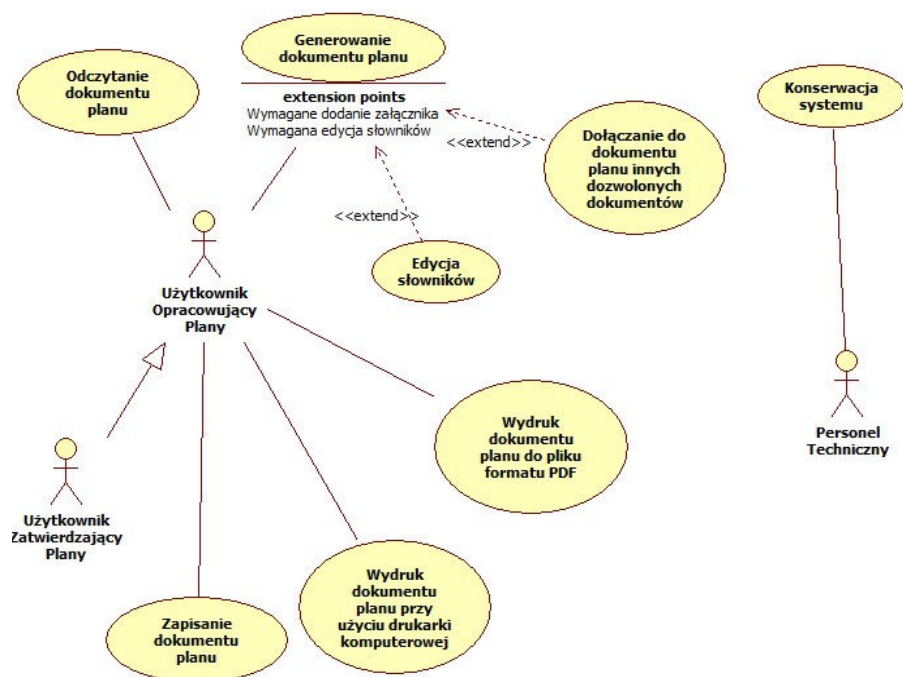 Generowanie
dokumentu planu
extension points
Wymagane dodanie załącznika
Wymagana edycja słowników
Odczytanie
dokumentu
planu
Konserwacja
systemu
<<extend>>
Dołączanie do
dokumentu
planu innych
dozwolonych
dokumentów
<<extend>>
Edycja
słowników
Użytkownik
Opracowujący
Plany
Wydruk
dokumentu
planu do pliku
formatu PDF
Personel
Techniczny
Użytkownik
Zatwierdzający
Plany
Zapisanie
dokumentu
planu
Wydruk
dokumentu
planu przy
użyciu drukarki
komputerowej